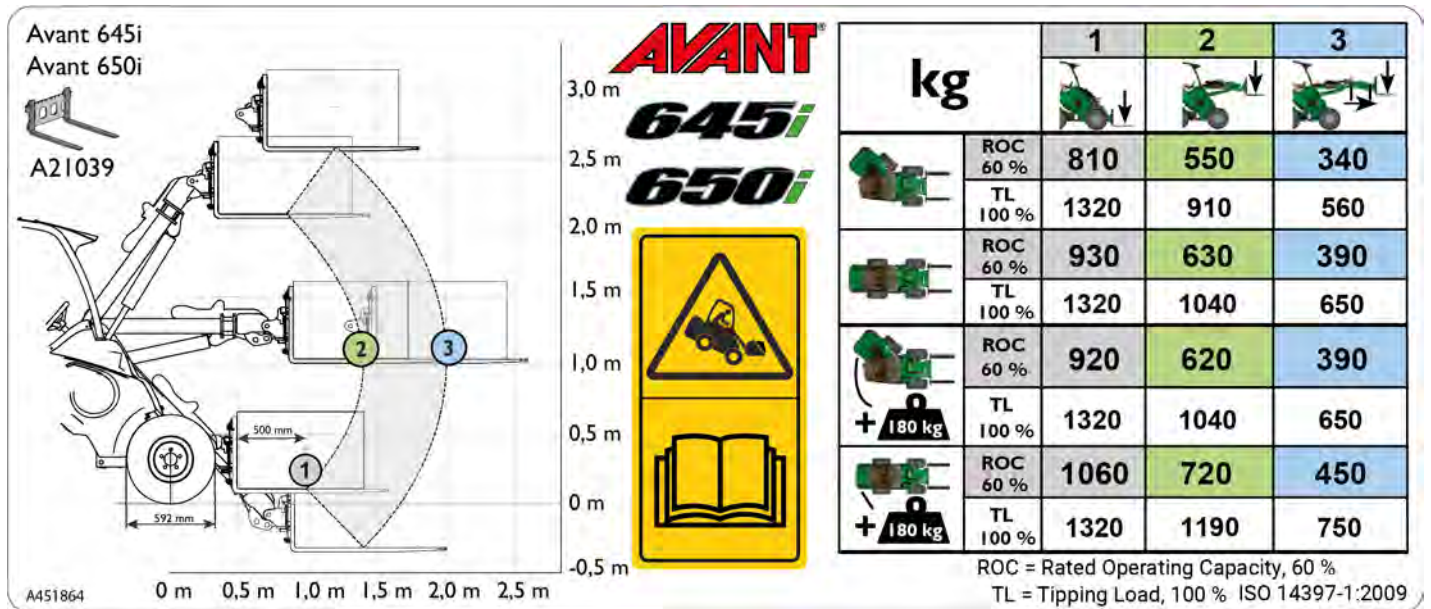 Avant 645i
Avant 650i
A21039
3,0 m
2,5 m
2,0 m
1,5 m
1,0 m
0,5 m
0 m
-0,5 m
2
3
500 mm
1
592 mm
0 m 0,5 m 1,0 m 1,5 m 2,0 m 2,5 m
A451864
AVANT®
645i
650i
kg
1 2 3
ROC 60 % 810 550 340
TL 100 % 1320 910 560
ROC 60 % 930 630 390
TL 100 % 1320 1040 650
ROC 60 % 920 620 390
+ 180 kg TL 100 % 1320 1040 650
ROC 60 % 1060 720 450
+ 180 kg TL 100 % 1320 1190 750
ROC = Rated Operating Capacity, 60 %
TL = Tipping Load, 100 % ISO 14397-1:2009